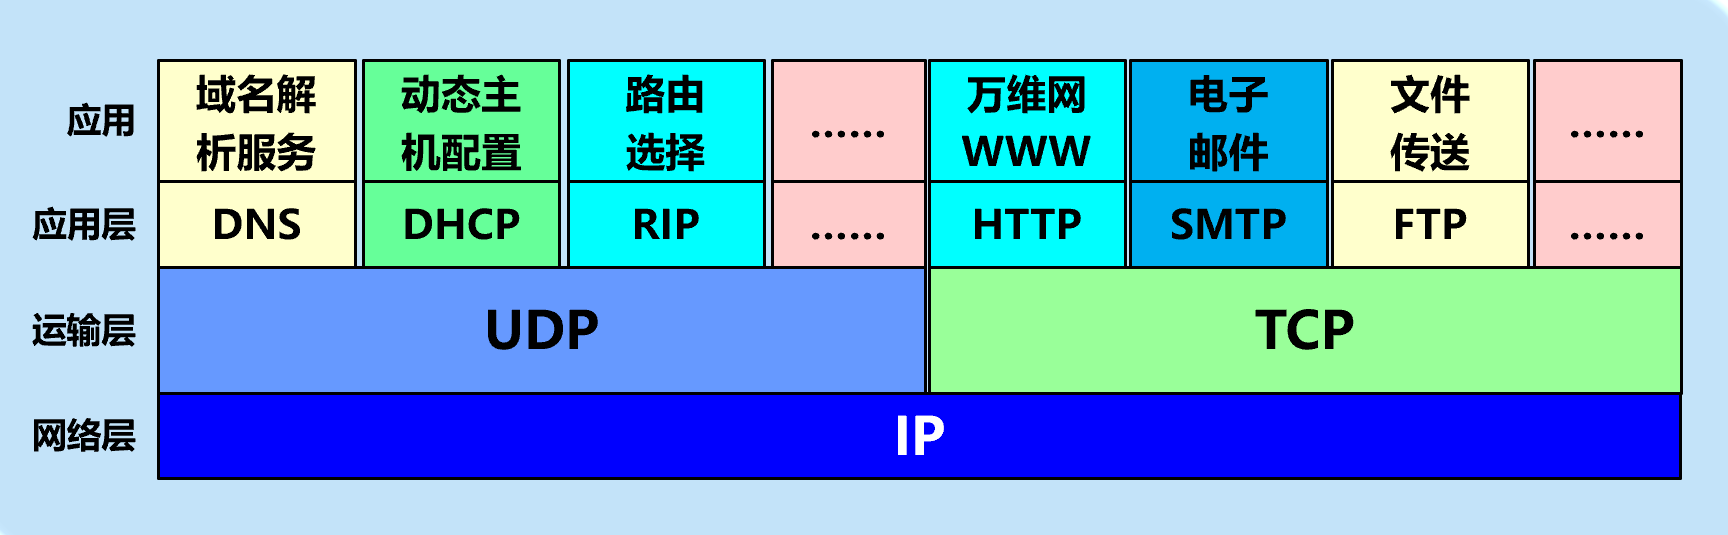 应用
域名解
析服务
动态主
机配置
路由
选择
......
万维网
WWW
电子
邮件
文件
传送
......
应用层
DNS
DHCP
RIP
......
HTTP
SMTP
FTP
......
运输层
UDP
TCP
网络层
IP